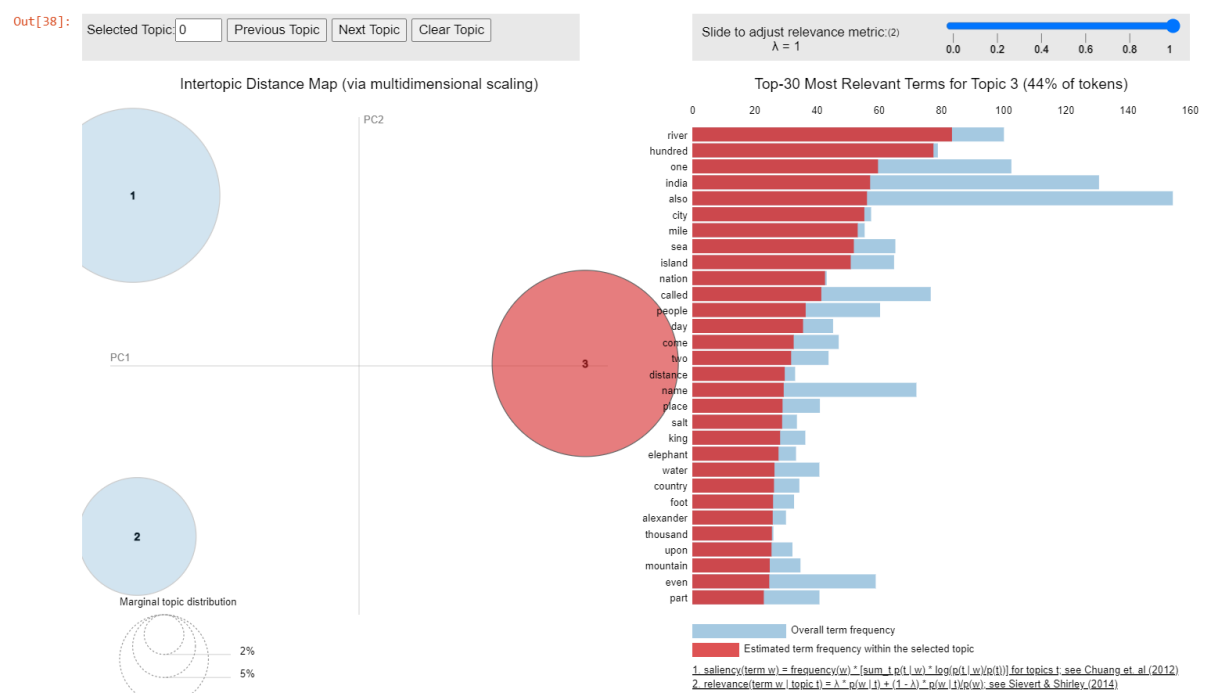 Out[38]:
Selected Topic: 0 Previous Topic Next Topic Clear Topic
Slide to adjust relevance metric:(2)
λ = 1
0.0 0.2 0.4 0.6 0.8 1
Intertopic Distance Map (via multidimensional scaling)
PC2
PC1
1
3
2
Marginal topic distribution
2%
5%
Top-30 Most Relevant Terms for Topic 3 (44% of tokens)
0 20 40 60 80 100 120 140 160
river
hundred
one
india
also
city
mile
sea
island
nation
called
people
day
come
two
distance
name
place
salt
king
elephant
water
country
foot
alexander
thousand
upon
mountain
even
part
Overall term frequency
Estimated term frequency within the selected topic
1. saliency(term w) = frequency(w) * [sum_t p(t | w) * log(p(t | w)/p(t))] for topics t; see Chuang et. al (2012)
2. relevance(term w | topic t) = λ * p(w | t) + (1 - λ) * p(w | t)/p(w); see Sievert & Shirley (2014)